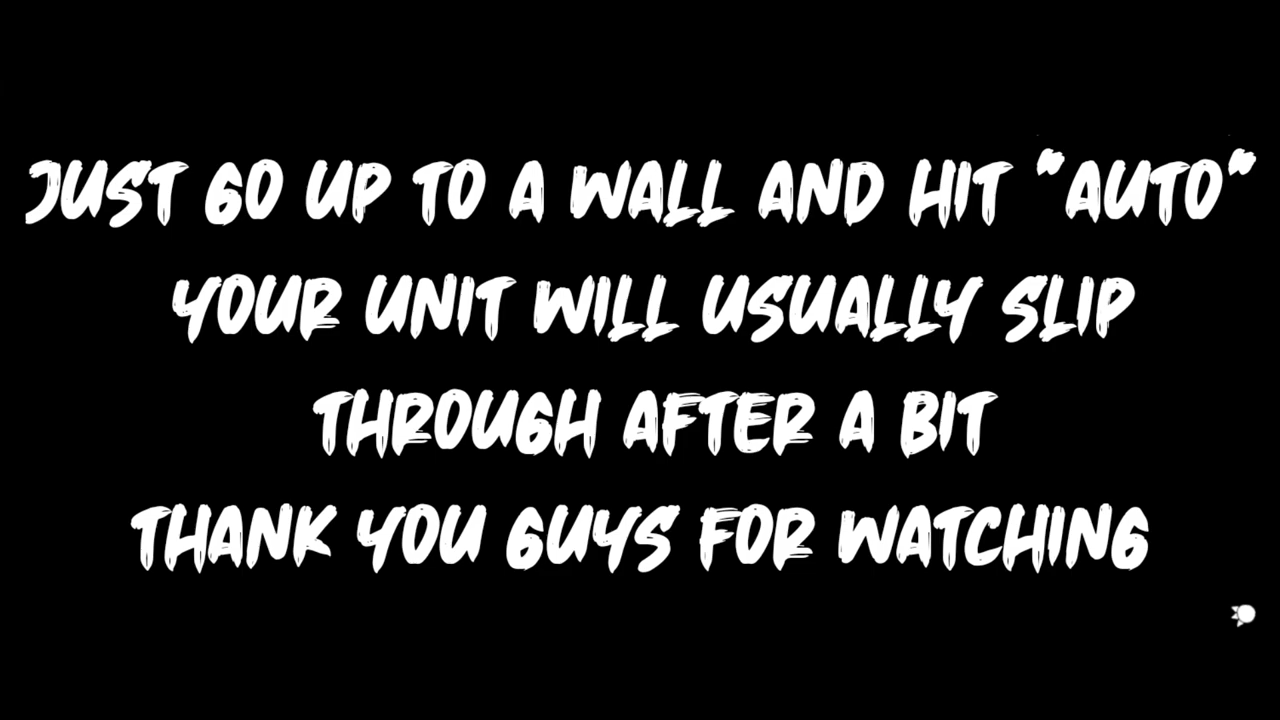 JUST GO UP TO A WALL AND HIT "AUTO"
YOUR UNIT WILL USUALLY SLIP
THROUGH AFTER A BIT
THANK YOU GUYS FOR WATCHING